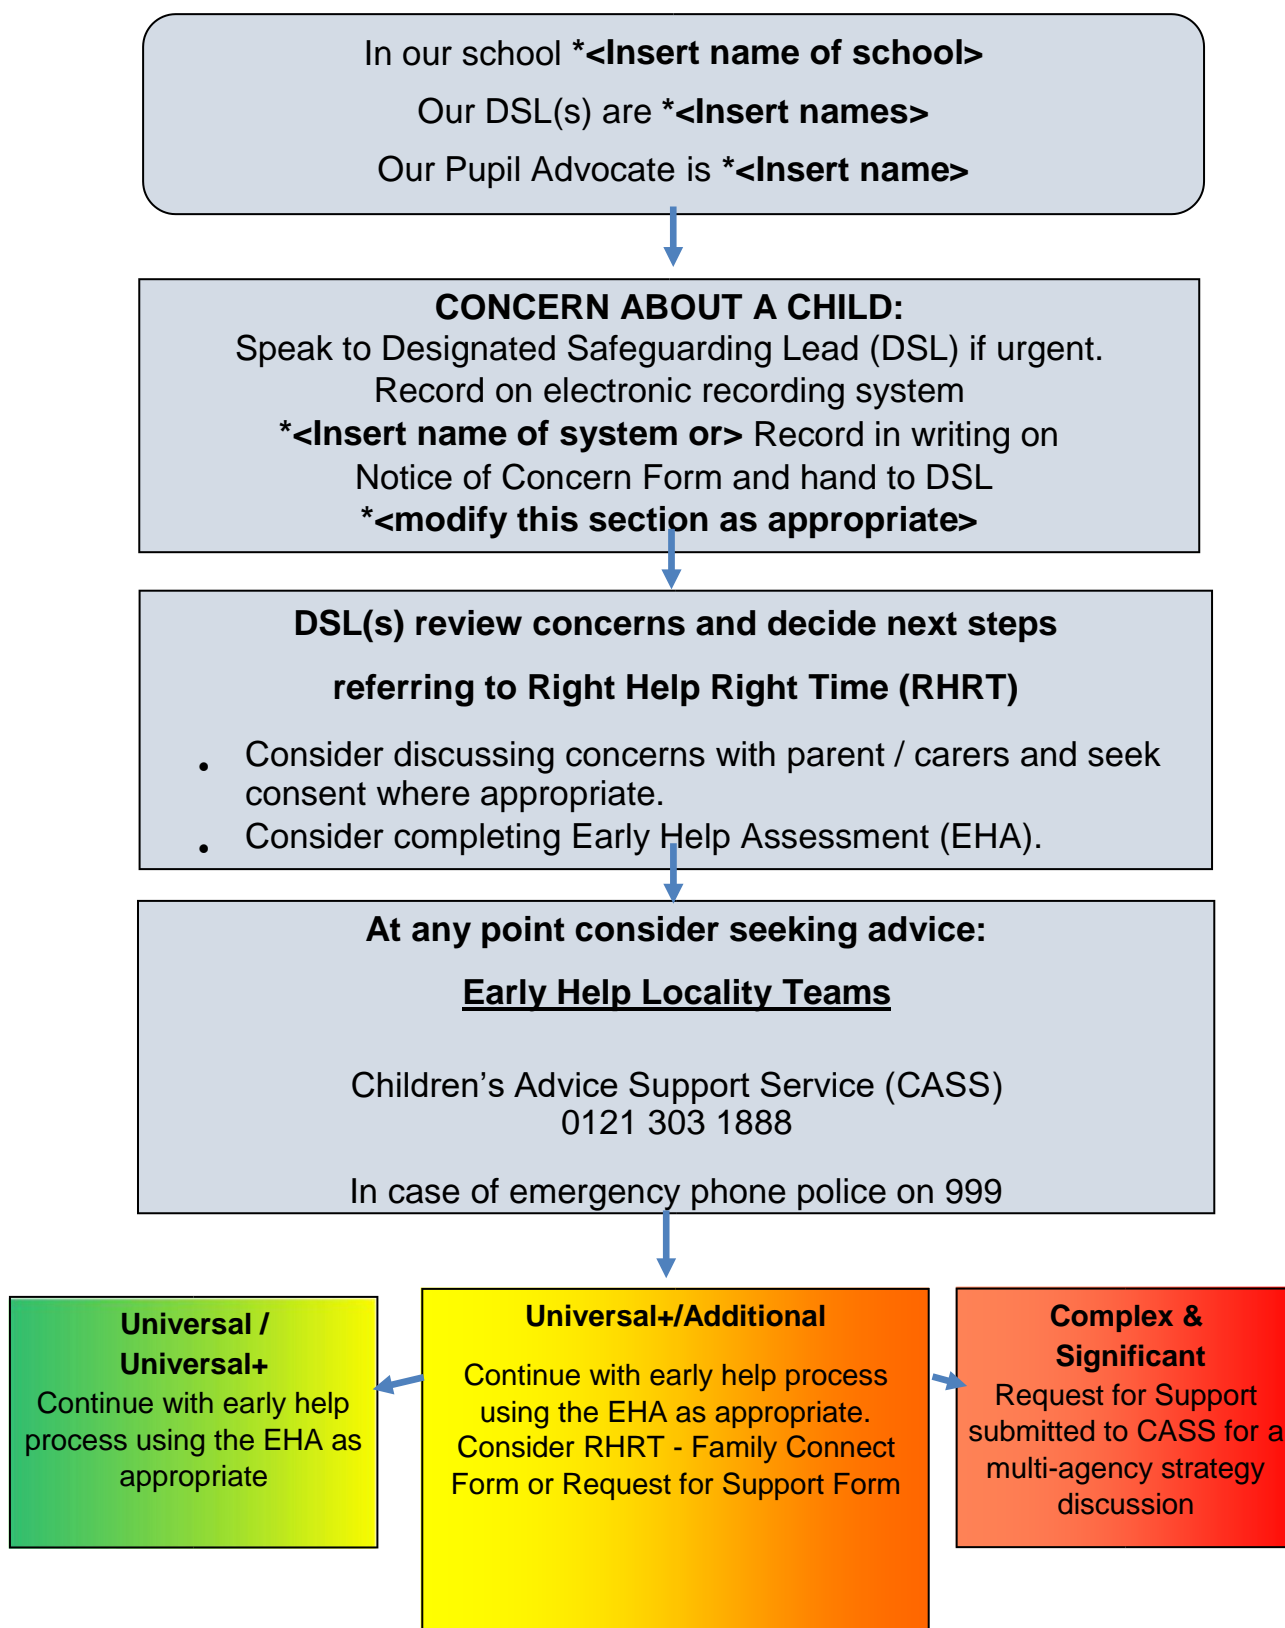 In our school *<Insert name of school>
Our DSL(s) are *<Insert names>
Our Pupil Advocate is *<Insert name>
CONCERN ABOUT A CHILD:
Speak to Designated Safeguarding Lead (DSL) if urgent.
Record on electronic recording system
*<Insert name of system or> Record in writing on
Notice of Concern Form and hand to DSL
*<modify this section as appropriate>
DSL(s) review concerns and decide next steps
referring to Right Help Right Time (RHRT)
• Consider discussing concerns with parent / carers and seek
consent where appropriate.
• Consider completing Early Help Assessment (EHA).
At any point consider seeking advice:
Early Help Locality Teams
Children’s Advice Support Service (CASS)
0121 303 1888
In case of emergency phone police on 999
Universal /
Universal+
Continue with early help
process using the EHA as
appropriate
Universal+/Additional
Continue with early help process
using the EHA as appropriate.
Consider RHRT - Family Connect
Form or Request for Support Form
Complex &
Significant
Request for Support
submitted to CASS for a
multi-agency strategy
discussion